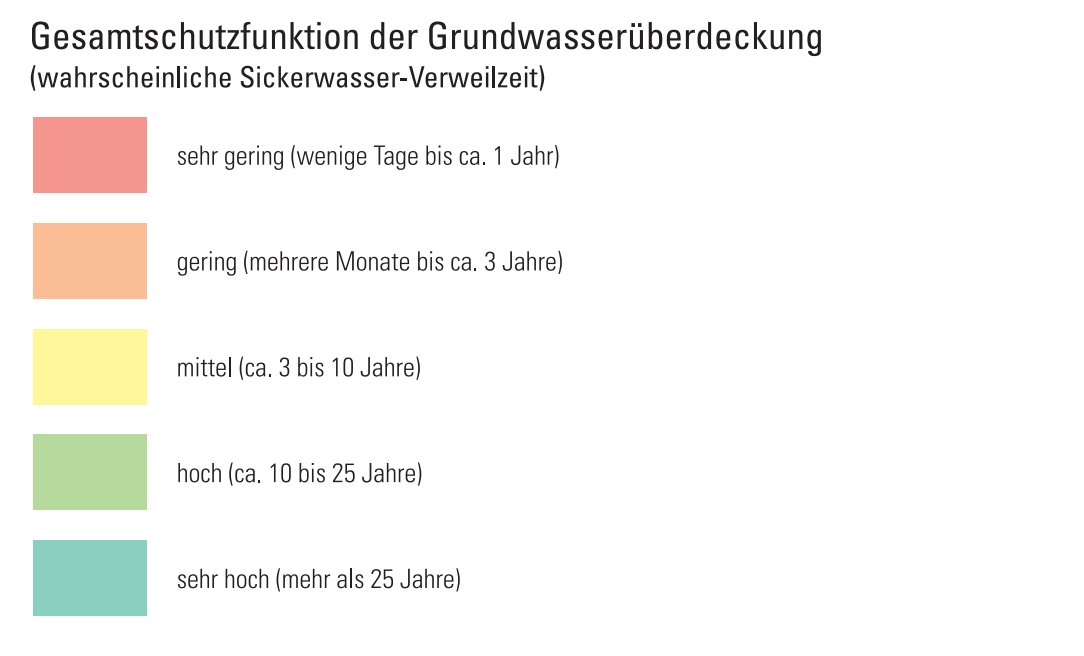 Gesamtschutzfunktion der Grundwasserüberdeckung
(wahrscheinliche Sickerwasser-Verweilzeit)
sehr gering (wenige Tage bis ca. 1 Jahr)
gering (mehrere Monate bis ca. 3 Jahre)
mittel (ca. 3 bis 10 Jahre)
hoch (ca. 10 bis 25 Jahre)
sehr hoch (mehr als 25 Jahre)